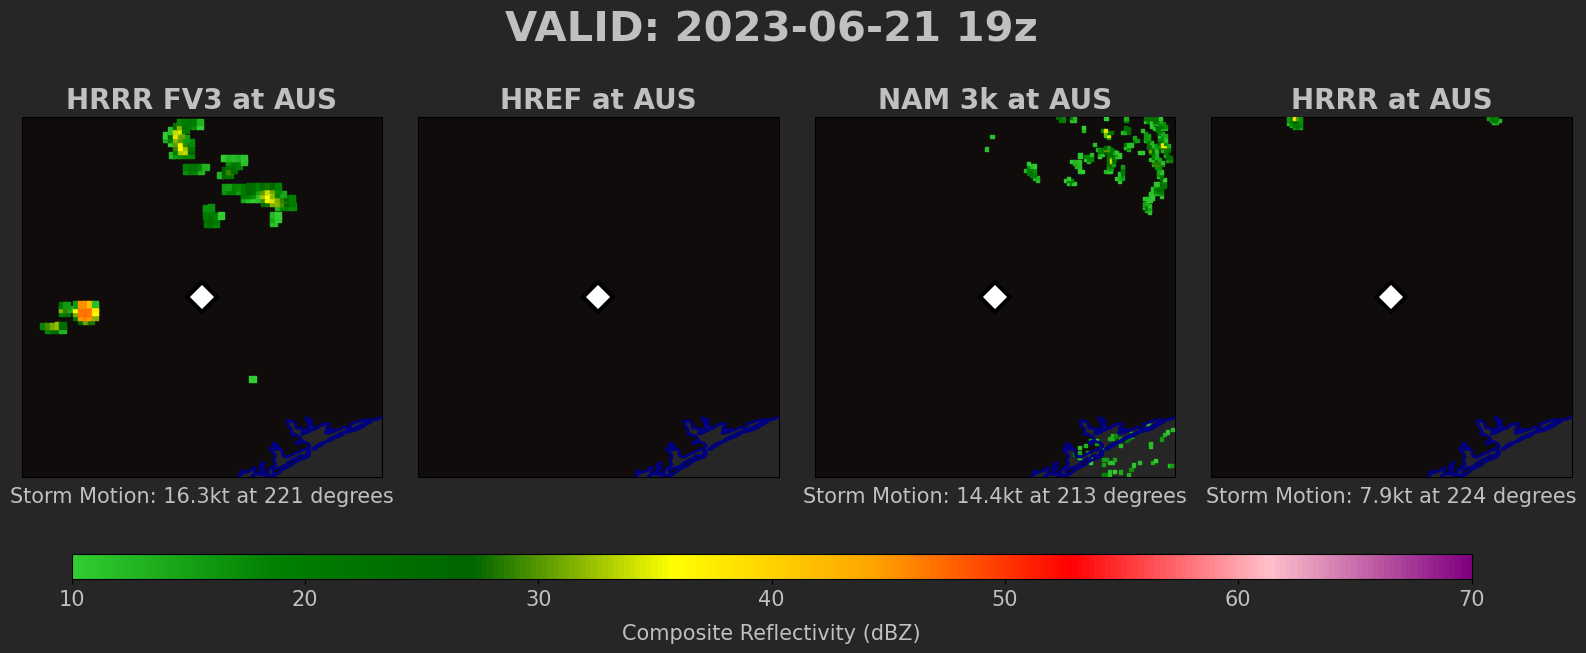 VALID: 2023-06-21 19z
HRRR FV3 at AUS
HREF at AUS
NAM 3k at AUS
HRRR at AUS
Storm Motion: 16.3kt at 221 degrees
Storm Motion: 14.4kt at 213 degrees
Storm Motion: 7.9kt at 224 degrees
10 20 30 40 50 60 70
Composite Reflectivity (dBZ)